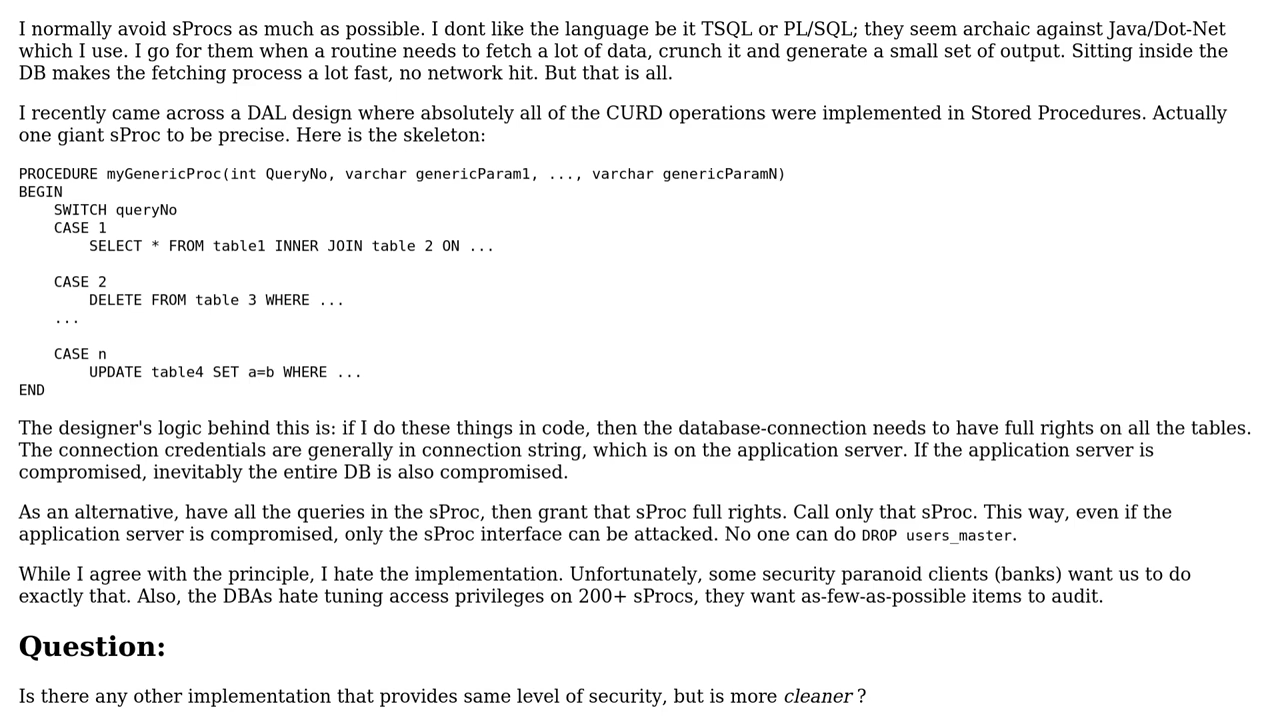 I normally avoid sProcs as much as possible. I dont like the language be it TSQL or PL/SQL; they seem archaic against Java/Dot-Net
which I use. I go for them when a routine needs to fetch a lot of data, crunch it and generate a small set of output. Sitting inside the
DB makes the fetching process a lot fast, no network hit. But that is all.
I recently came across a DAL design where absolutely all of the CURD operations were implemented in Stored Procedures. Actually
one giant sProc to be precise. Here is the skeleton:
PROCEDURE myGenericProc(int QueryNo, varchar genericParam1, ..., varchar genericParamN)
BEGIN
    SWITCH queryNo
    CASE 1
        SELECT * FROM table1 INNER JOIN table 2 ON ...
    CASE 2
        DELETE FROM table 3 WHERE ...
    ...
    CASE n
        UPDATE table4 SET a=b WHERE ...
END
The designer's logic behind this is: if I do these things in code, then the database-connection needs to have full rights on all the tables.
The connection credentials are generally in connection string, which is on the application server. If the application server is
compromised, inevitably the entire DB is also compromised.
As an alternative, have all the queries in the sProc, then grant that sProc full rights. Call only that sProc. This way, even if the
application server is compromised, only the sProc interface can be attacked. No one can do DROP users_master.
While I agree with the principle, I hate the implementation. Unfortunately, some security paranoid clients (banks) want us to do
exactly that. Also, the DBAs hate tuning access privileges on 200+ sProcs, they want as-few-as-possible items to audit.
Question:
Is there any other implementation that provides same level of security, but is more cleaner ?